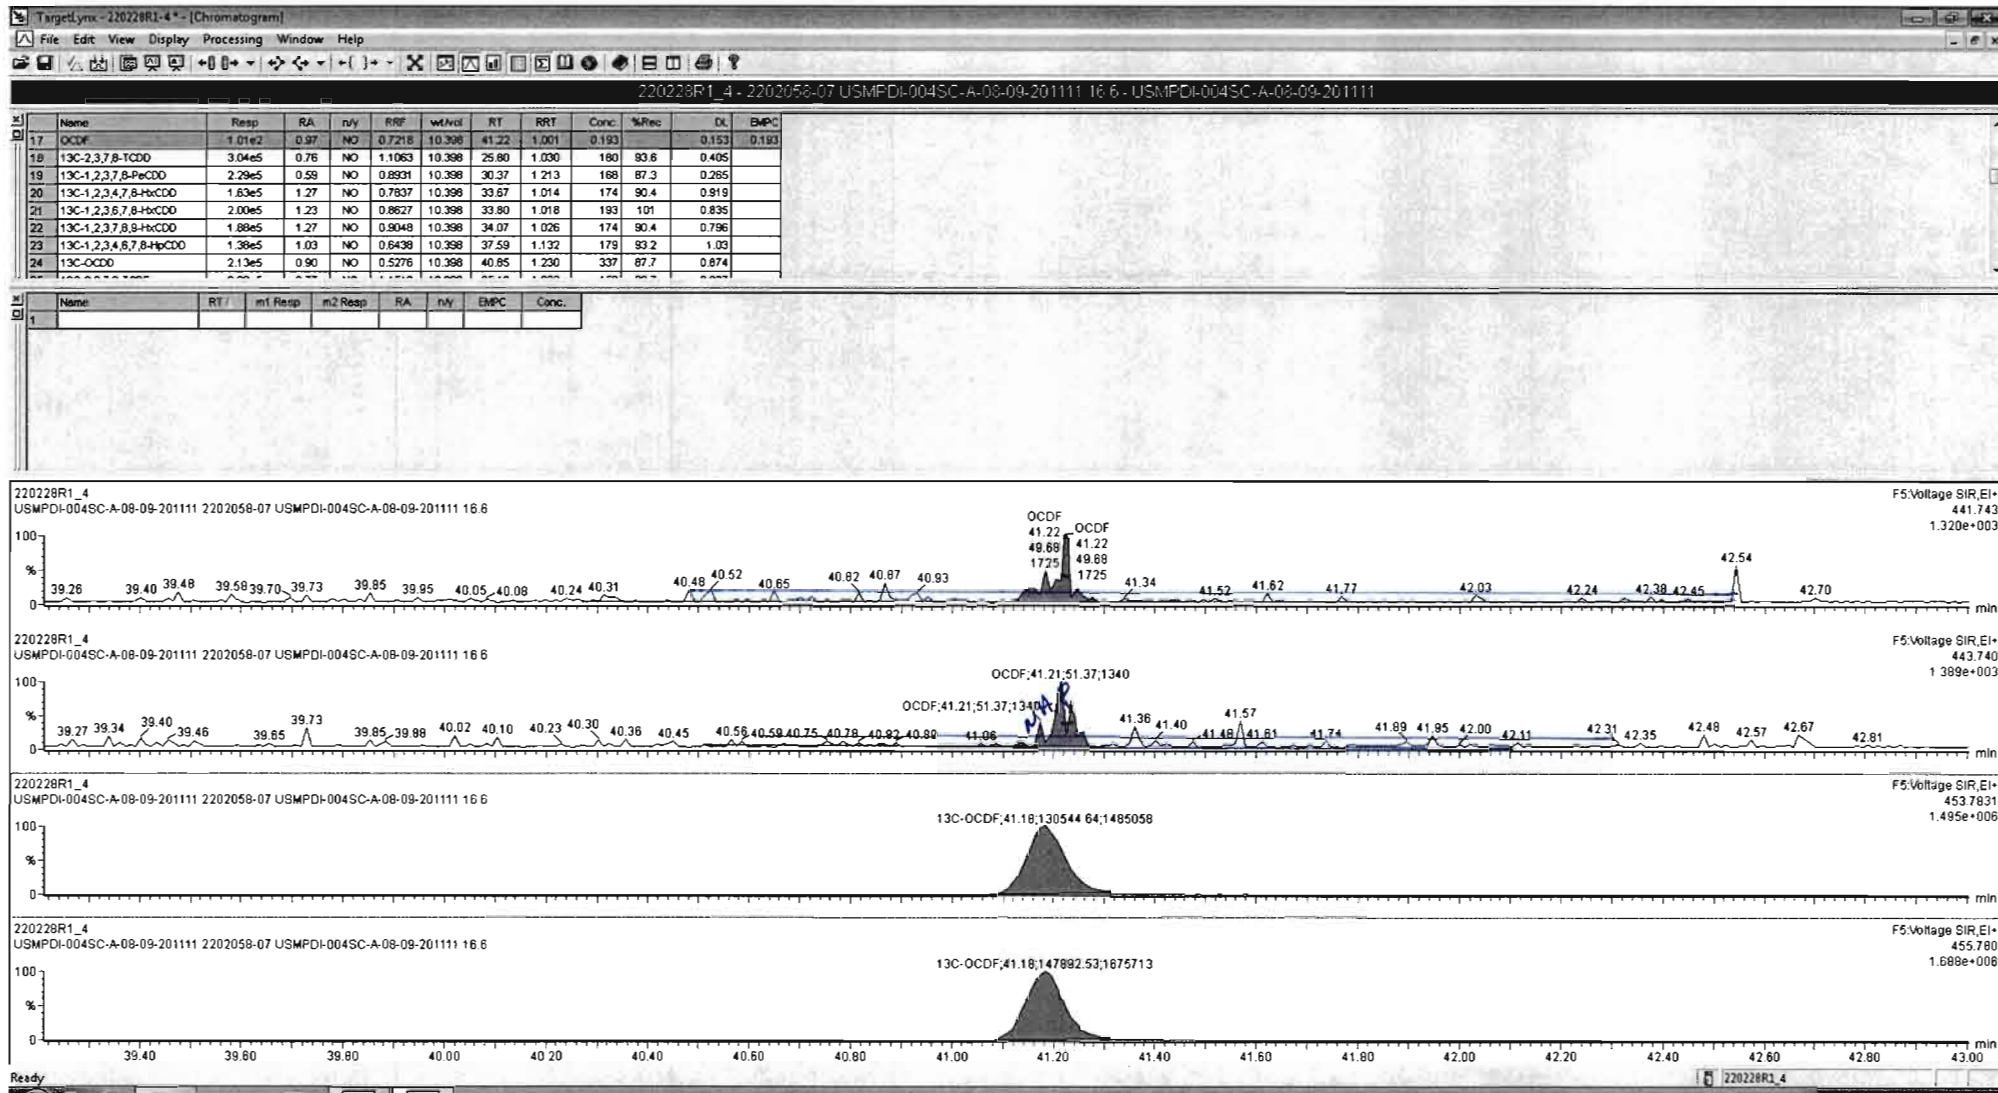 TargetLynx - 220228R1-4 * - [Chromatogram]
File Edit View Display Processing Window Help
220228R1_4 - 2202058-07 USMPDI-004SC-A-08-09-201111 16.6 - USMPDI-004SC-A-08-09-201111
Name Resp RA n/y RRF wt/vol RT RRT Conc. %Rec DL EMPC
17 OCDF 1.01e2 0.97 NO 0.7218 10.398 41.22 1.001 0.193 0.153 0.193
18 13C-2,3,7,8-TCDD 3.04e5 0.76 NO 1.1063 10.398 25.80 1.030 180 93.6 0.405
19 13C-1,2,3,7,8-PeCDD 2.29e5 0.59 NO 0.8931 10.398 30.37 1.213 168 87.3 0.265
20 13C-1,2,3,4,7,8-HxCDD 1.63e5 1.27 NO 0.7837 10.398 33.67 1.014 174 90.4 0.919
21 13C-1,2,3,6,7,8-HxCDD 2.00e5 1.23 NO 0.8627 10.398 33.80 1.018 193 101 0.835
22 13C-1,2,3,7,8,9-HxCDD 1.88e5 1.27 NO 0.9048 10.398 34.07 1.026 174 90.4 0.796
23 13C-1,2,3,4,6,7,8-HpCDD 1.38e5 1.03 NO 0.6438 10.398 37.59 1.132 179 93.2 1.03
24 13C-OCDD 2.13e5 0.90 NO 0.5276 10.398 40.85 1.230 337 87.7 0.674
Name RT m1 Resp m2 Resp RA n/y EMPC Conc.
1
220228R1_4 F5:Voltage SIR,EI+
USMPDI-004SC-A-08-09-201111 2202058-07 USMPDI-004SC-A-08-09-201111 16.6 441.743
1.320e+003
OCDF
41.22
49.68
1725
OCDF
41.22
49.68
1725
100
%
0
39.26 39.40 39.48 39.58 39.70 39.73 39.85 39.95 40.05 40.08 40.24 40.31 40.48 40.52 40.65 40.82 40.87 40.93 41.34 41.52 41.62 41.77 42.03 42.24 42.38 42.45 42.54 42.70
min
220228R1_4 F5:Voltage SIR,EI+
USMPDI-004SC-A-08-09-201111 2202058-07 USMPDI-004SC-A-08-09-201111 16.6 443.740
1.389e+003
OCDF;41.21;51.37;1340
OCDF;41.21;51.37;1340
100
%
0
39.27 39.34 39.40 39.46 39.65 39.73 39.85 39.88 40.02 40.10 40.23 40.30 40.36 40.45 40.56 40.59 40.75 40.78 40.82 40.89 41.06 41.36 41.40 41.48 41.57 41.61 41.74 41.89 41.95 42.00 42.11 42.31 42.35 42.48 42.57 42.67 42.81
min
220228R1_4 F5:Voltage SIR,EI+
USMPDI-004SC-A-08-09-201111 2202058-07 USMPDI-004SC-A-08-09-201111 16.6 453.7831
1.495e+006
13C-OCDF;41.18;130544.64;1485058
100
%
0
min
220228R1_4 F5:Voltage SIR,EI+
USMPDI-004SC-A-08-09-201111 2202058-07 USMPDI-004SC-A-08-09-201111 16.6 455.780
1.688e+006
13C-OCDF;41.18;147892.53;1675713
100
%
0
min
39.40 39.60 39.80 40.00 40.20 40.40 40.60 40.80 41.00 41.20 41.40 41.60 41.80 42.00 42.20 42.40 42.60 42.80 43.00
Ready 220228R1_4